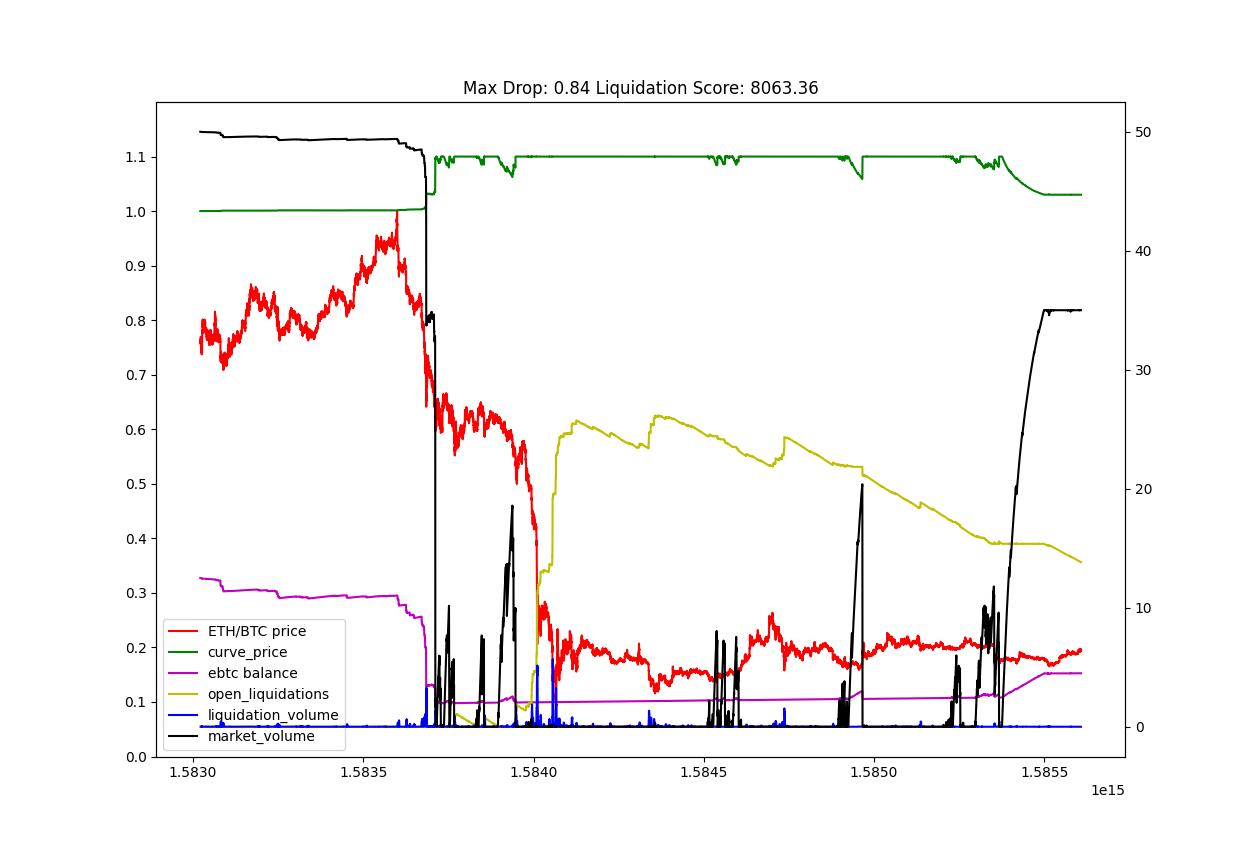 Max Drop: 0.84 Liquidation Score: 8063.36
1.1
1.0
0.9
0.8
0.7
0.6
0.5
0.4
0.3
0.2
0.1
0.0
50
40
30
20
10
0
ETH/BTC price
curve_price
ebtc balance
open_liquidations
liquidation_volume
market_volume
1.5830 1.5835 1.5840 1.5845 1.5850 1.5855
1e15